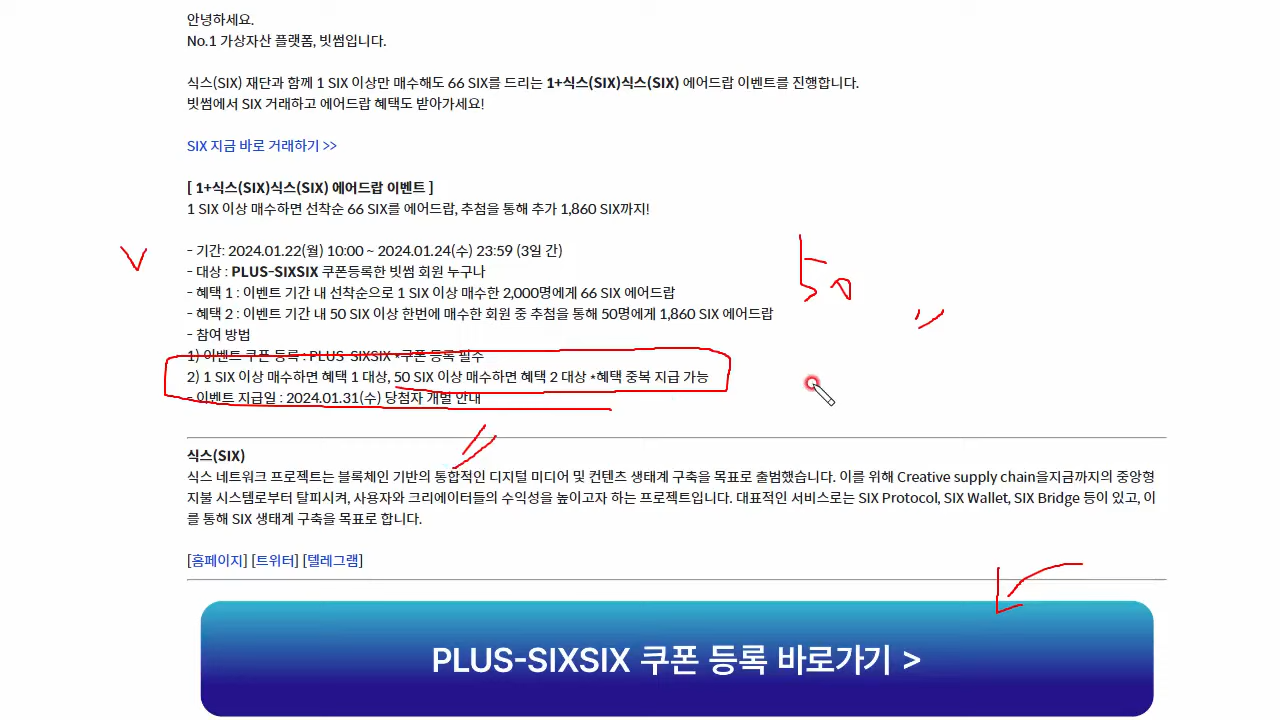 안녕하세요.
No.1 가상자산 플랫폼, 빗썸입니다.
식스(SIX) 재단과 함께 1 SIX 이상만 매수해도 66 SIX를 드리는 1+식스(SIX)식스(SIX) 에어드랍 이벤트를 진행합니다.
빗썸에서 SIX 거래하고 에어드랍 혜택도 받아가세요!
SIX 지금 바로 거래하기 >>
[ 1+식스(SIX)식스(SIX) 에어드랍 이벤트 ]
1 SIX 이상 매수하면 선착순 66 SIX를 에어드랍, 추첨을 통해 추가 1,860 SIX까지!
- 기간: 2024.01.22(월) 10:00 ~ 2024.01.24(수) 23:59 (3일 간)
- 대상 : PLUS-SIXSIX 쿠폰등록한 빗썸 회원 누구나
- 혜택 1 : 이벤트 기간 내 선착순으로 1 SIX 이상 매수한 2,000명에게 66 SIX 에어드랍
- 혜택 2 : 이벤트 기간 내 50 SIX 이상 한번에 매수한 회원 중 추첨을 통해 50명에게 1,860 SIX 에어드랍
50
- 참여 방법
1) 이벤트 쿠폰 등록 : PLUS-SIXSIX *쿠폰 등록 필수
2) 1 SIX 이상 매수하면 혜택 1 대상, 50 SIX 이상 매수하면 혜택 2 대상 *혜택 중복 지급 가능
- 이벤트 지급일 : 2024.01.31(수) 당첨자 개별 안내
식스(SIX)
식스 네트워크 프로젝트는 블록체인 기반의 통합적인 디지털 미디어 및 컨텐츠 생태계 구축을 목표로 출범했습니다. 이를 위해 Creative supply chain을지금까지의 중앙형
지불 시스템로부터 탈피시켜, 사용자와 크리에이터들의 수익성을 높이고자 하는 프로젝트입니다. 대표적인 서비스로는 SIX Protocol, SIX Wallet, SIX Bridge 등이 있고, 이
를 통해 SIX 생태계 구축을 목표로 합니다.
[홈페이지] [트위터] [텔레그램]
PLUS-SIXSIX 쿠폰 등록 바로가기 >